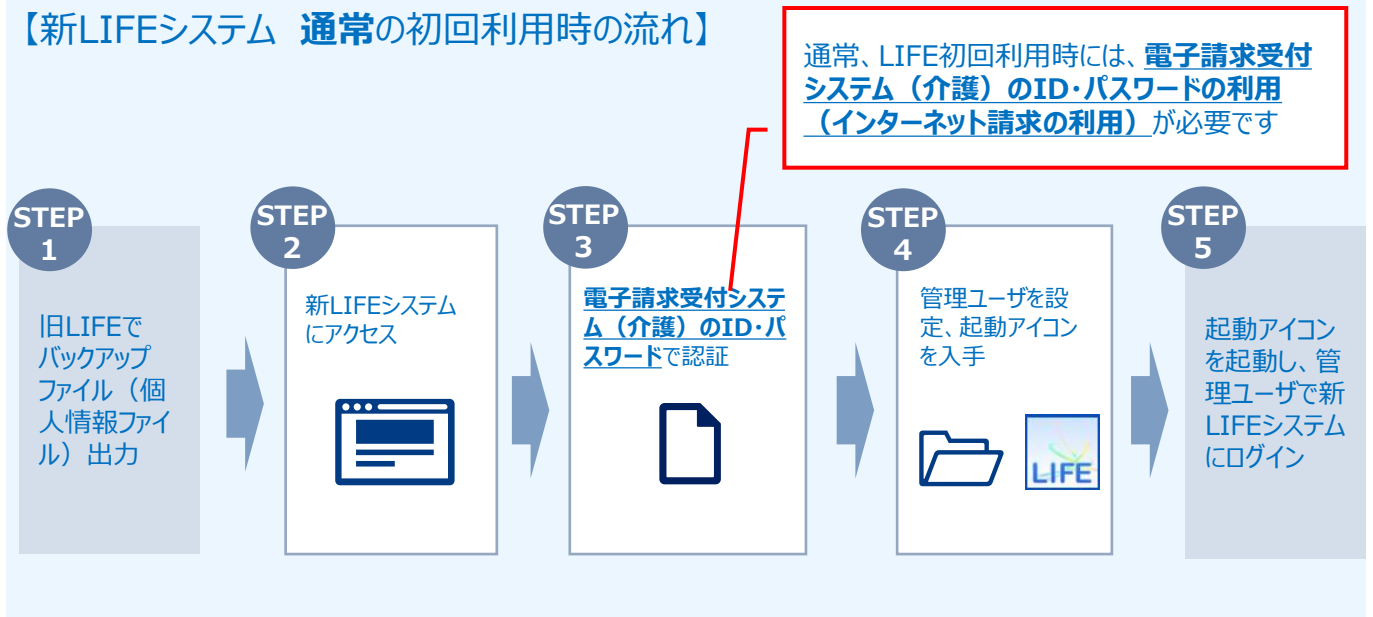 【新LIFEシステム 通常の初回利用時の流れ】
通常、LIFE初回利用時には、電子請求受付
システム（介護）のID・パスワードの利用
（インターネット請求の利用）が必要です
STEP
1
旧LIFEで
バックアップ
ファイル（個
人情報ファイ
ル）出力
STEP
2
新LIFEシステム
にアクセス
STEP
3
電子請求受付システ
ム（介護）のID・パ
スワードで認証
STEP
4
管理ユーザを設
定、起動アイコン
を入手
LIFE
STEP
5
起動アイコン
を起動し、管
理ユーザで新
LIFEシステム
にログイン